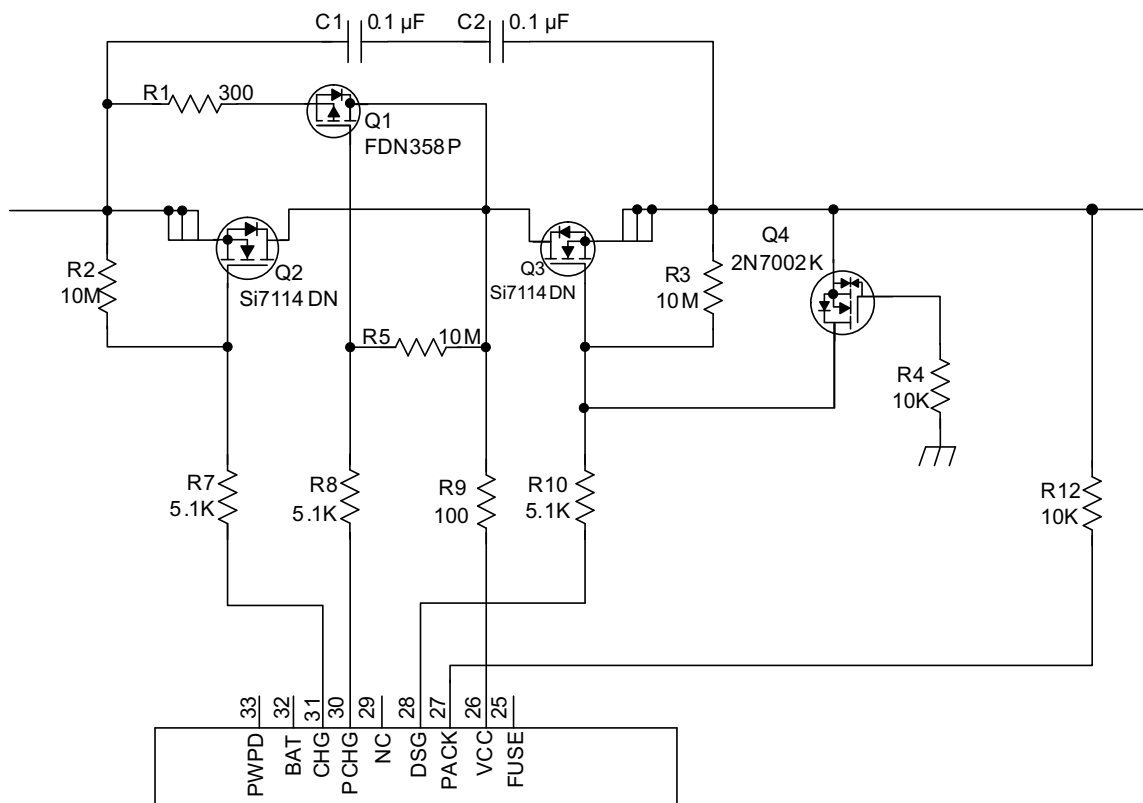 C1 0.1 µF C2 0.1 µF
R1 300
Q1
FDN358P
R2
10M
Q2
Si7114DN
Q3
Si7114DN
R3
10M
Q4
2N7002K
R5 10M
R4
10K
R7
5.1K
R8
5.1K
R9
100
R10
5.1K
R12
10K
33 32 31 30 29 28 27 26 25
PWPD BAT CHG PCHG NC DSG PACK VCC FUSE